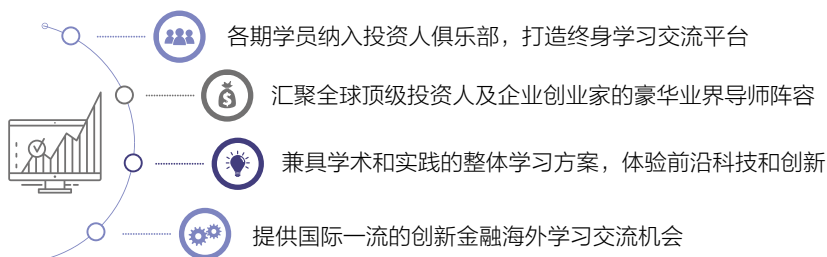 各期学员纳入投资人俱乐部，打造终身学习交流平台
汇聚全球顶级投资人及企业创业家的豪华业界导师阵容
兼具学术和实践的整体学习方案，体验前沿科技和创新
提供国际一流的创新金融海外学习交流机会